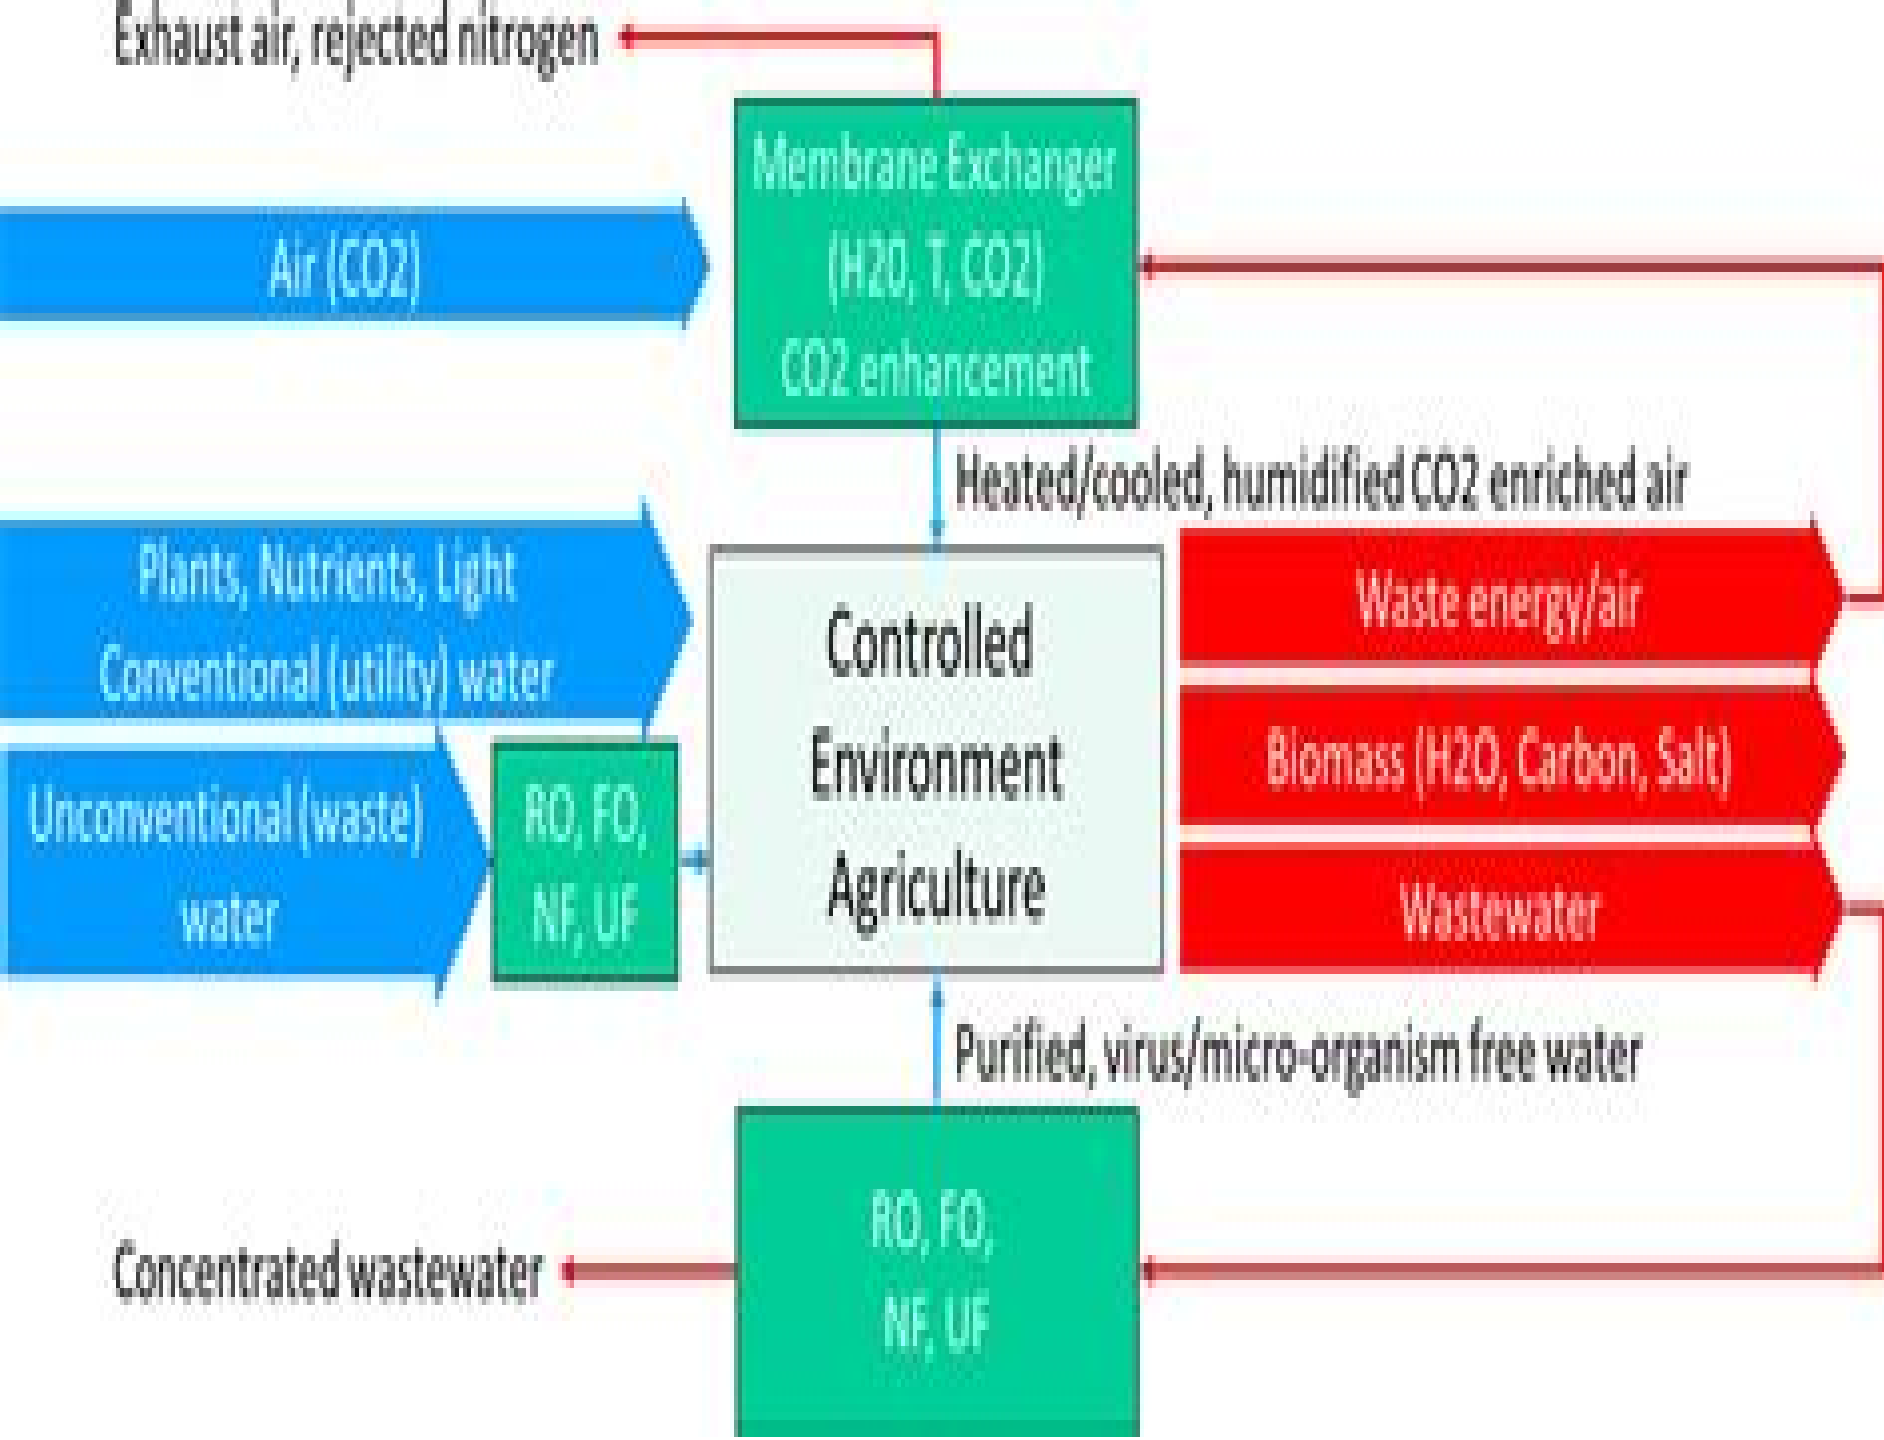 Exhaust air, rejected nitrogen
Membrane Exchanger
(H20, T, CO2)
CO2 enhancement
Air (CO2)
Heated/cooled, humidified CO2 enriched air
Plants, Nutrients, Light
Conventional (utility) water
Unconventional (waste)
water
RO, FO,
NF, UF
Controlled
Environment
Agriculture
Waste energy/air
Biomass (H2O, Carbon, Salt)
Wastewater
Purified, virus/micro-organism free water
RO, FO,
NF, UF
Concentrated wastewater